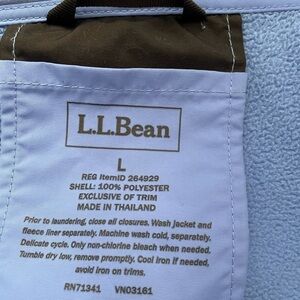 L.L.Bean
L
REG ItemID 264929
SHELL: 100% POLYESTER
EXCLUSIVE OF TRIM
MADE IN THAILAND
Prior to laundering, close all closures. Wash jacket and
fleece liner separately. Machine wash cold, separately.
Delicate cycle. Only non-chlorine bleach when needed.
Tumble dry low, remove promptly. Cool iron if needed,
avoid iron on trims.
RN71341 VN03161